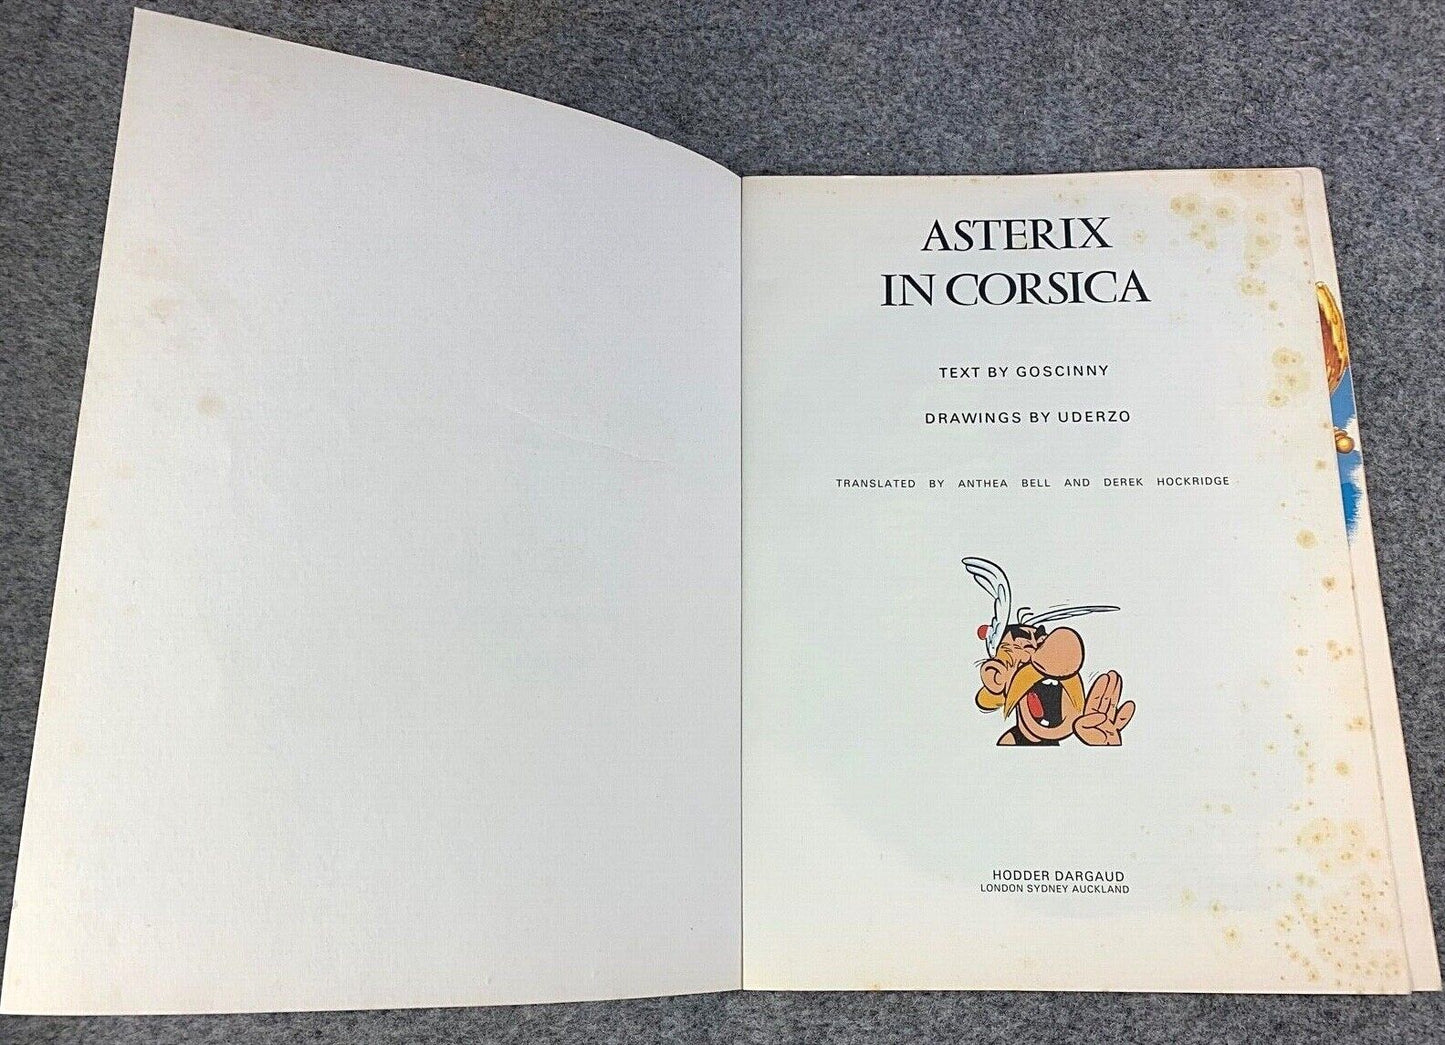 ASTERIX
IN CORSICA
TEXT BY GOSCINNY
DRAWINGS BY UDERZO
TRANSLATED BY ANTHEA BELL AND DEREK HOCKRIDGE
HODDER DARGAUD
LONDON SYDNEY AUCKLAND